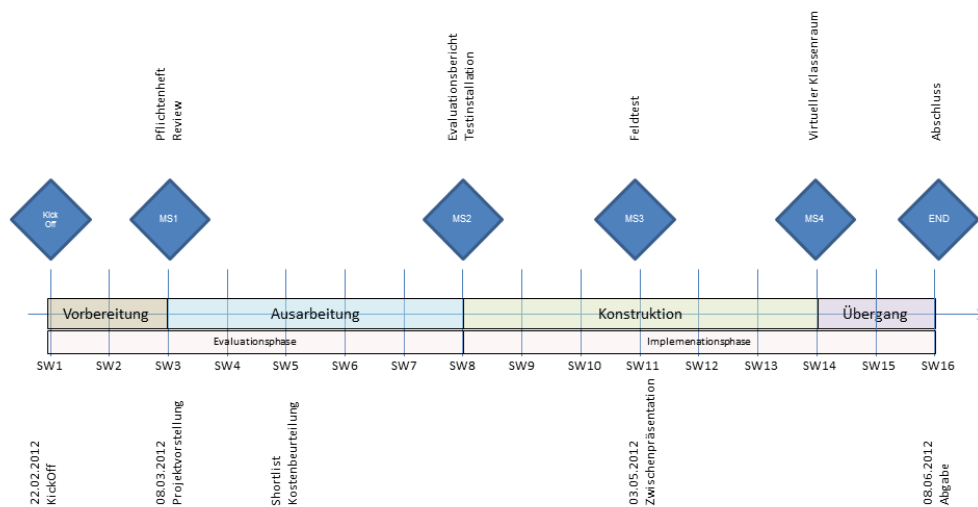 Pflichtenheft
Review
Evaluationsbericht
Testinstallation
Feldtest
Virtueller Klassenraum
Abschluss
Kick
Off
MS1
MS2
MS3
MS4
END
Vorbereitung
Ausarbeitung
Konstruktion
Übergang
Evaluationsphase
Implemenationsphase
SW1
SW2
SW3
SW4
SW5
SW6
SW7
SW8
SW9
SW10
SW11
SW12
SW13
SW14
SW15
SW16
22.02.2012
KickOff
08.03.2012
Projektvorstellung
Shortlist
Kostenbeurteilung
03.05.2012
Zwischenpräsentation
08.06.2012
Abgabe